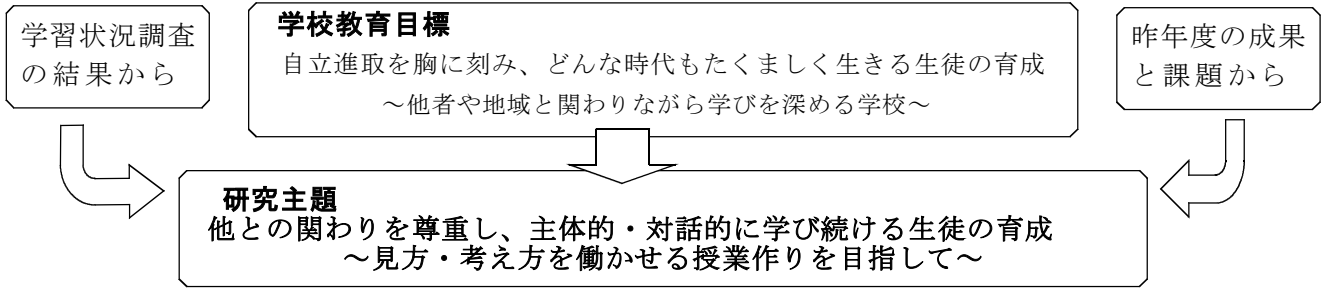 学習状況調査
の結果から
学校教育目標
自立進取を胸に刻み、どんな時代もたくましく生きる生徒の育成
～他者や地域と関わりながら学びを深める学校～
昨年度の成果
と課題から
研究主題
他との関わりを尊重し、主体的・対話的に学び続ける生徒の育成
～見方・考え方を働かせる授業作りを目指して～